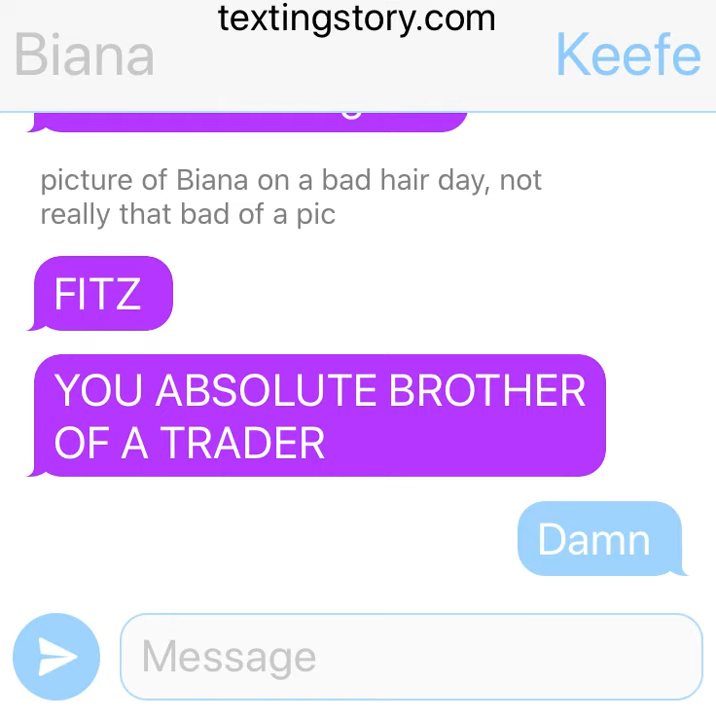 textingstory.com
Biana Keefe
picture of Biana on a bad hair day, not
really that bad of a pic
FITZ
YOU ABSOLUTE BROTHER
OF A TRADER
Damn
Message